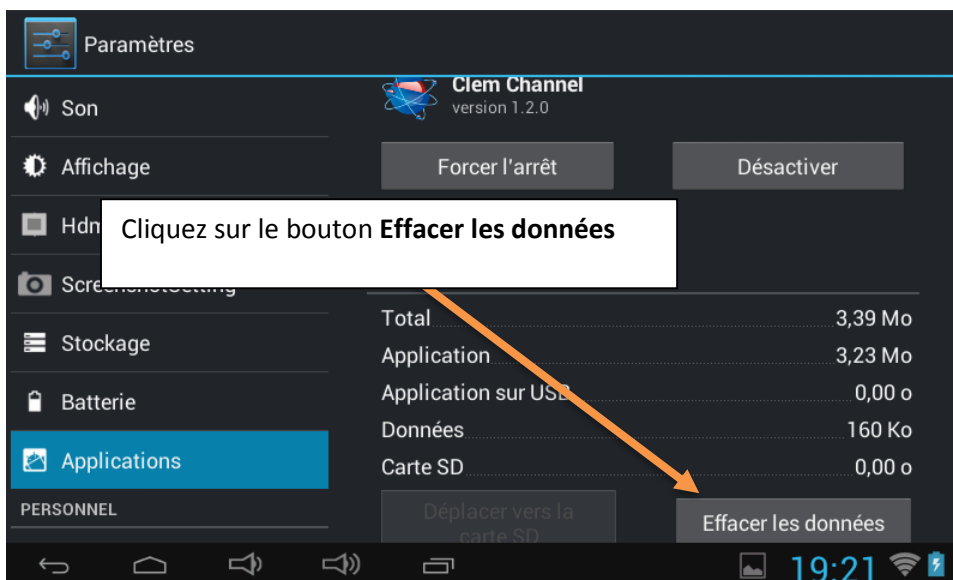 Paramètres
Son
Affichage
Hdm
ScreenshotSetting
Stockage
Batterie
Applications
PERSONNEL
Clem Channel
version 1.2.0
Forcer l'arrêt
Désactiver
Cliquez sur le bouton Effacer les données
Total 3,39 Mo
Application 3,23 Mo
Application sur USB 0,00 o
Données 160 Ko
Carte SD 0,00 o
Déplacer vers la
carte SD
Effacer les données
19:21